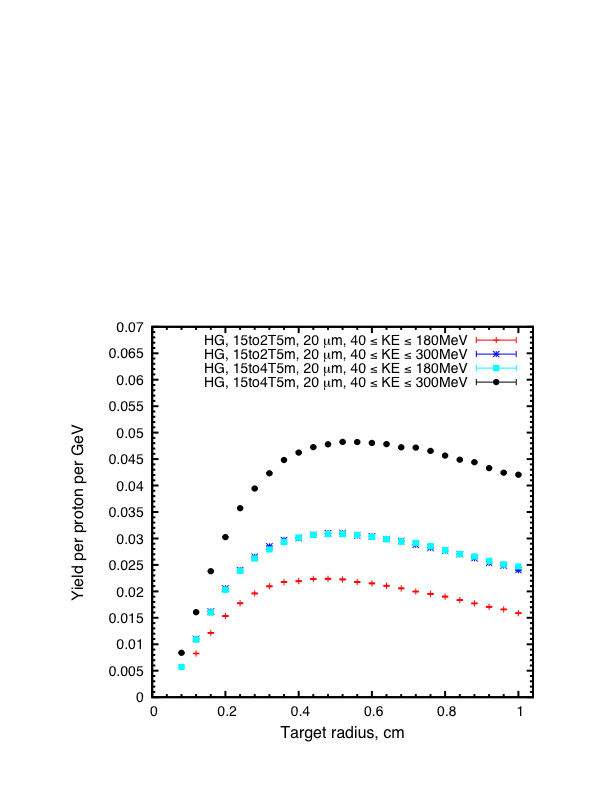 0.07
0.065
0.06
0.055
0.05
0.045
0.04
0.035
0.03
0.025
0.02
0.015
0.01
0.005
0
HG, 15to2T5m, 20 μm, 40 ≤ KE ≤ 180MeV
HG, 15to2T5m, 20 μm, 40 ≤ KE ≤ 300MeV
HG, 15to4T5m, 20 μm, 40 ≤ KE ≤ 180MeV
HG, 15to4T5m, 20 μm, 40 ≤ KE ≤ 300MeV
Yield per proton per GeV
0 0.2 0.4 0.6 0.8 1
Target radius, cm